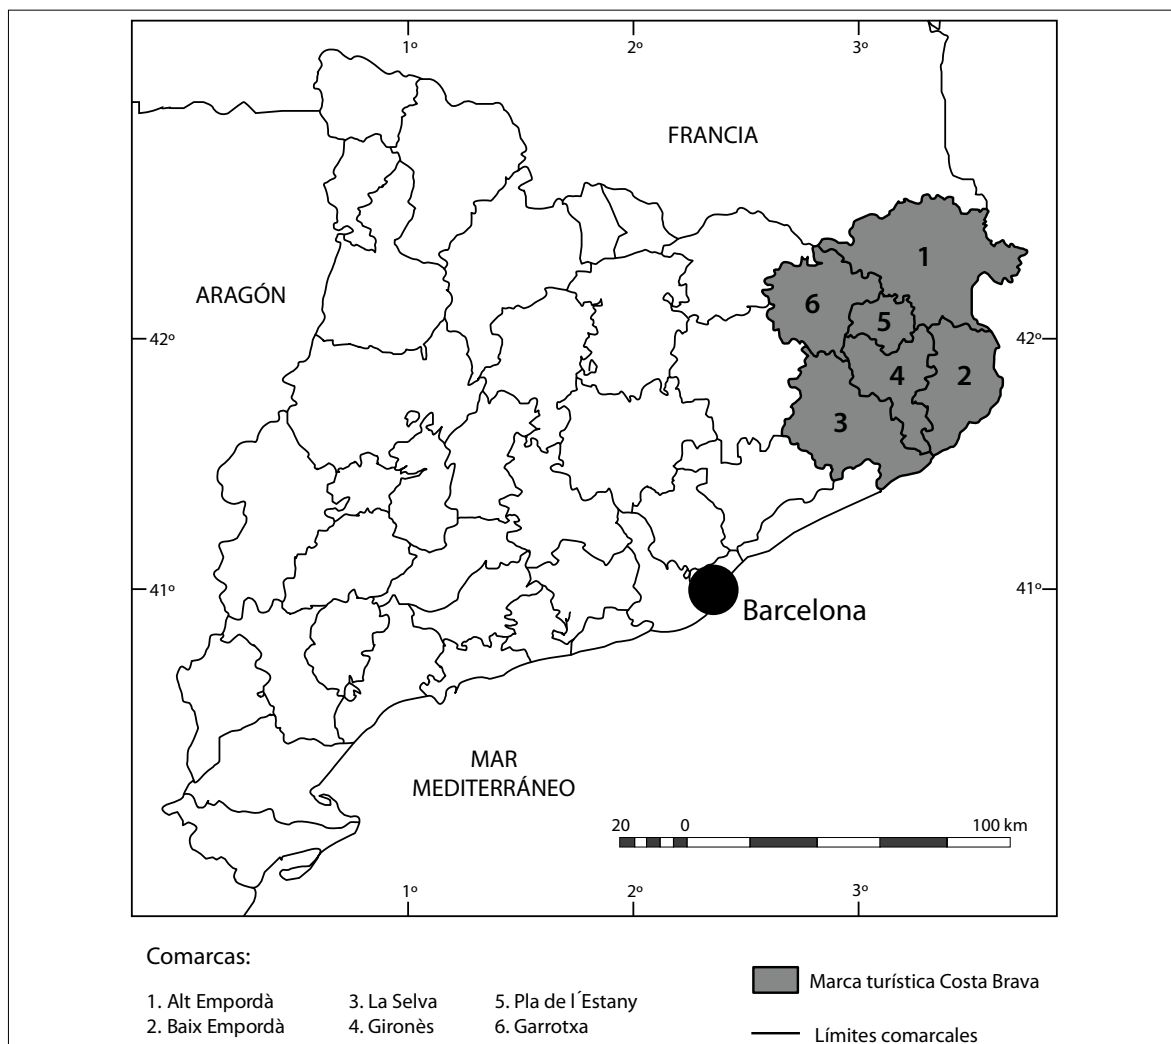 1º 2º 3º
FRANCIA
ARAGÓN
1
6
5
42º 42º
4 2
3
41º 41º
Barcelona
MAR
MEDITERRÁNEO
20 0 100 km
1º 2º 3º
Comarcas:
1. Alt Empordà 3. La Selva 5. Pla de l´Estany
2. Baix Empordà 4. Gironès 6. Garrotxa
Marca turística Costa Brava
Límites comarcales